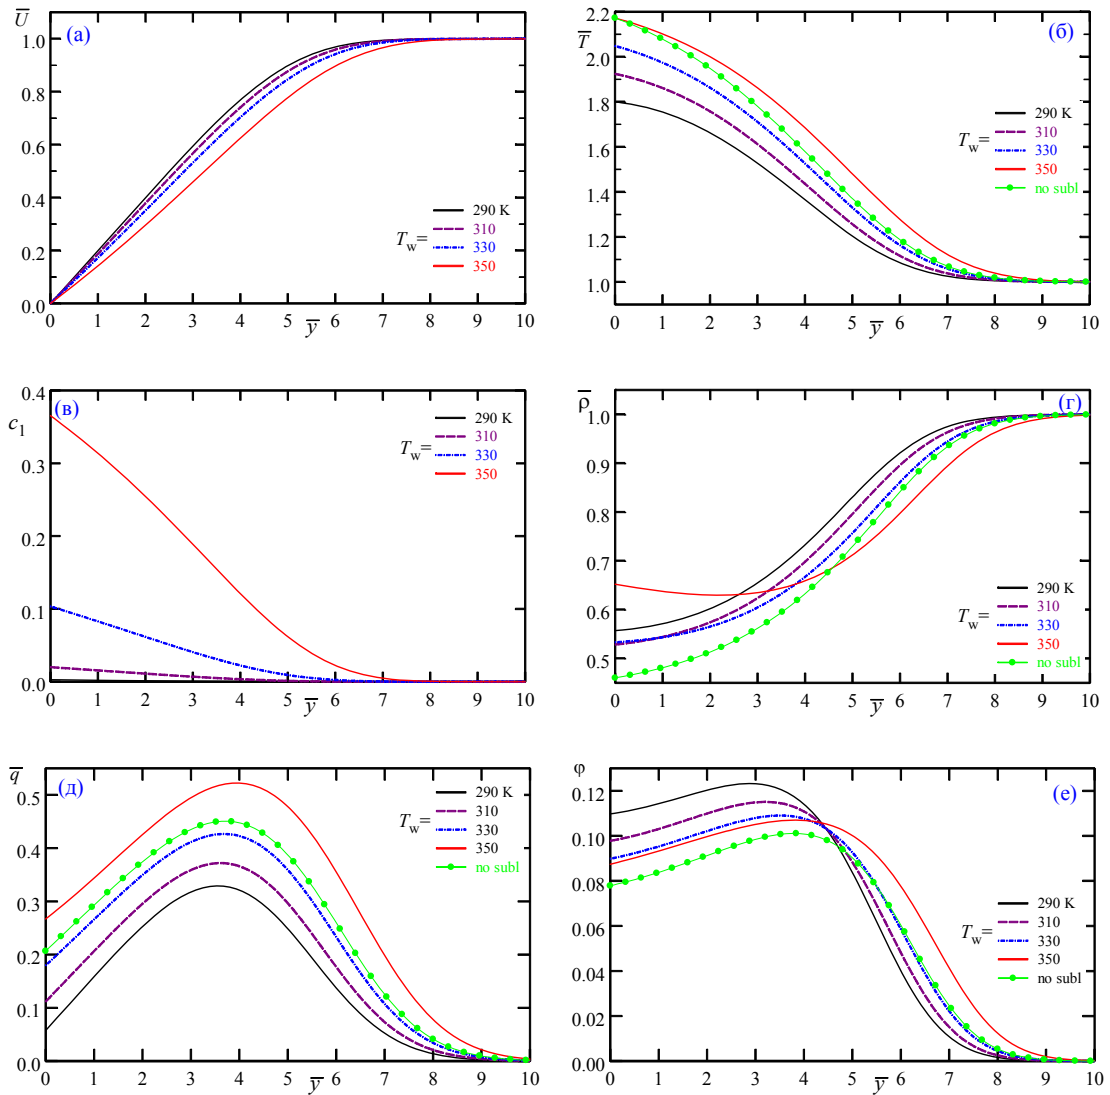 U̅
(а)
1.0
0.8
0.6
0.4
0.2
0.0
T_w=
290 K
310
330
350
0 1 2 3 4 5 6 7 8 9 10
y̅
T̅
(б)
2.2
2.0
1.8
1.6
1.4
1.2
1.0
T_w=
290 K
310
330
350
no subl
0 1 2 3 4 5 6 7 8 9 10
y̅
c_1
(в)
0.4
0.3
0.2
0.1
0.0
T_w=
290 K
310
330
350
0 1 2 3 4 5 6 7 8 9 10
y̅
ρ̅
(г)
1.0
0.9
0.8
0.7
0.6
0.5
T_w=
290 K
310
330
350
no subl
0 1 2 3 4 5 6 7 8 9 10
y̅
q̅
(д)
0.5
0.4
0.3
0.2
0.1
0.0
T_w=
290 K
310
330
350
no subl
0 1 2 3 4 5 6 7 8 9 10
y̅
φ
(е)
0.12
0.10
0.08
0.06
0.04
0.02
0.00
T_w=
290 K
310
330
350
no subl
0 1 2 3 4 5 6 7 8 9 10
y̅